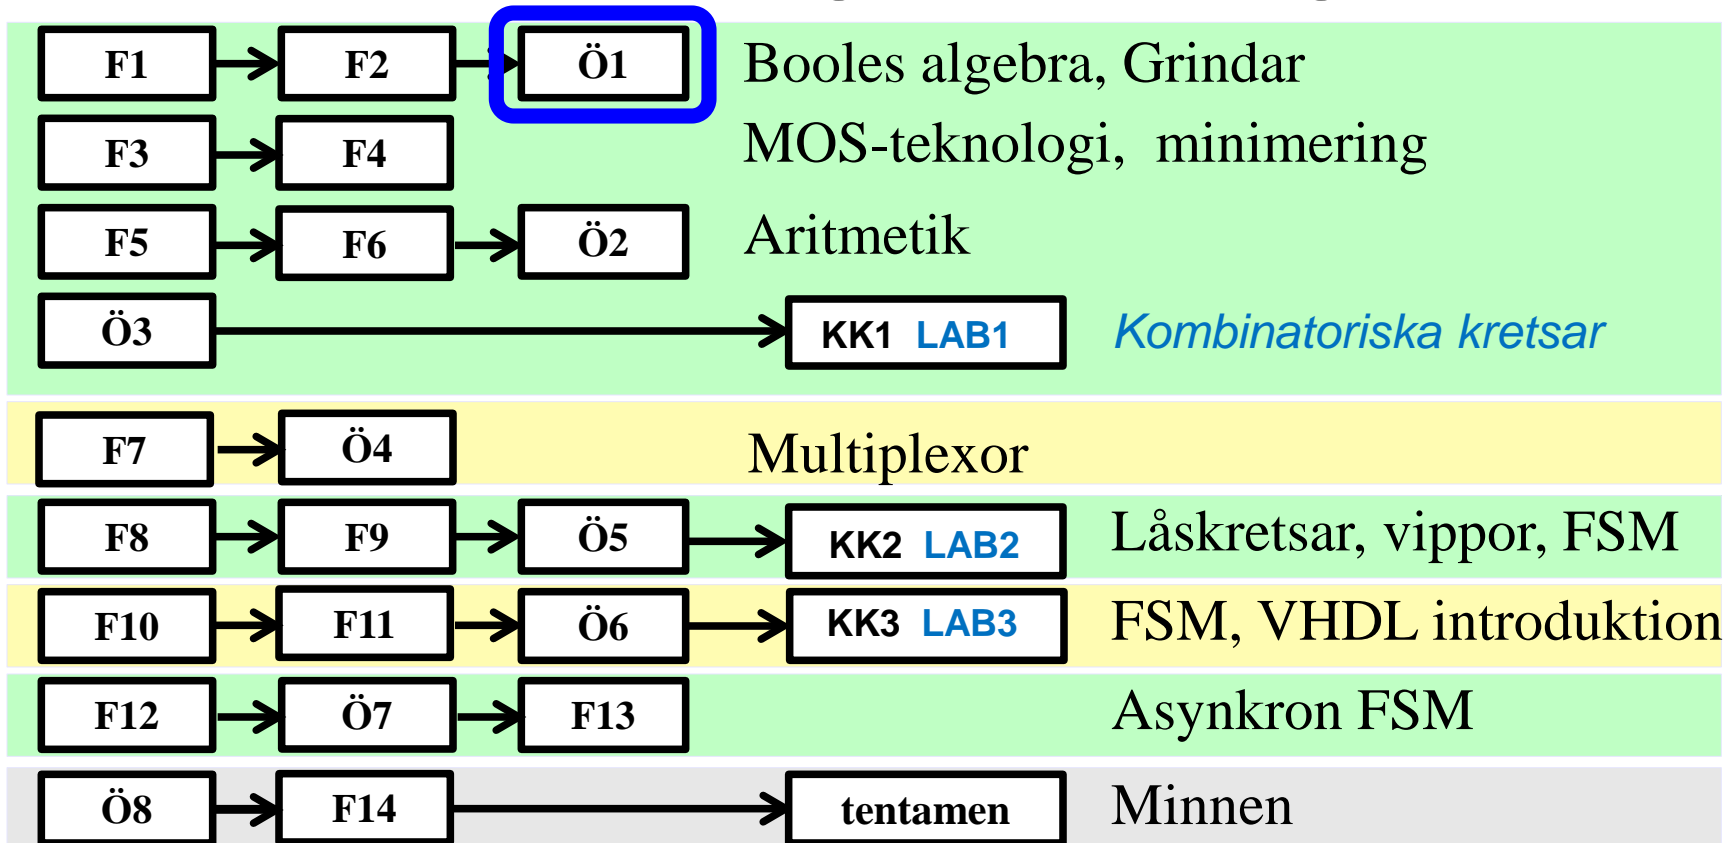 F1 F2 Ö1 Booles algebra, Grindar
F3 F4 MOS-teknologi, minimering
F5 F6 Ö2 Aritmetik
Ö3 KK1 LAB1 Kombinatoriska kretsar
F7 Ö4 Multiplexor
F8 F9 Ö5 KK2 LAB2 Låskretsar, vippor, FSM
F10 F11 Ö6 KK3 LAB3 FSM, VHDL introduktion
F12 Ö7 F13 Asynkron FSM
Ö8 F14 tentamen Minnen